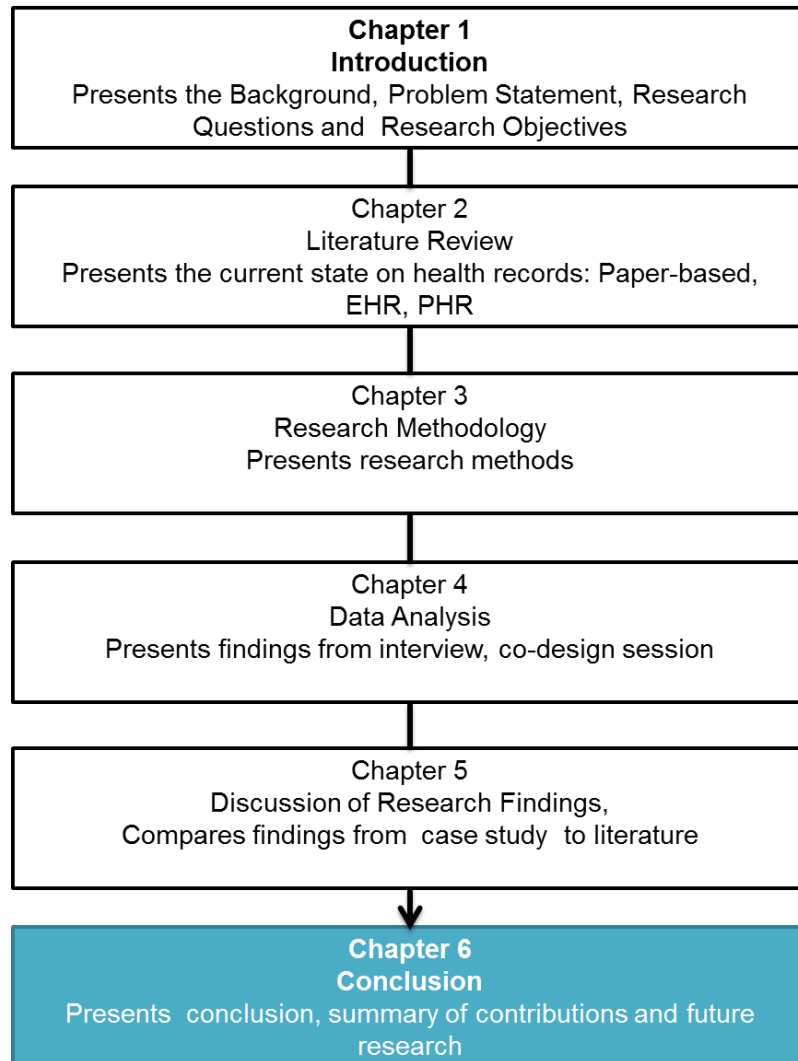 Chapter 1
Introduction
Presents the Background, Problem Statement, Research
Questions and  Research Objectives
Chapter 2
Literature Review
Presents the current state on health records: Paper-based,
EHR, PHR
Chapter 3
Research Methodology
Presents research methods
Chapter 4
Data Analysis
Presents findings from interview, co-design session
Chapter 5
Discussion of Research Findings,
Compares findings from  case study  to literature
Chapter 6
Conclusion
Presents  conclusion, summary of contributions and future
research